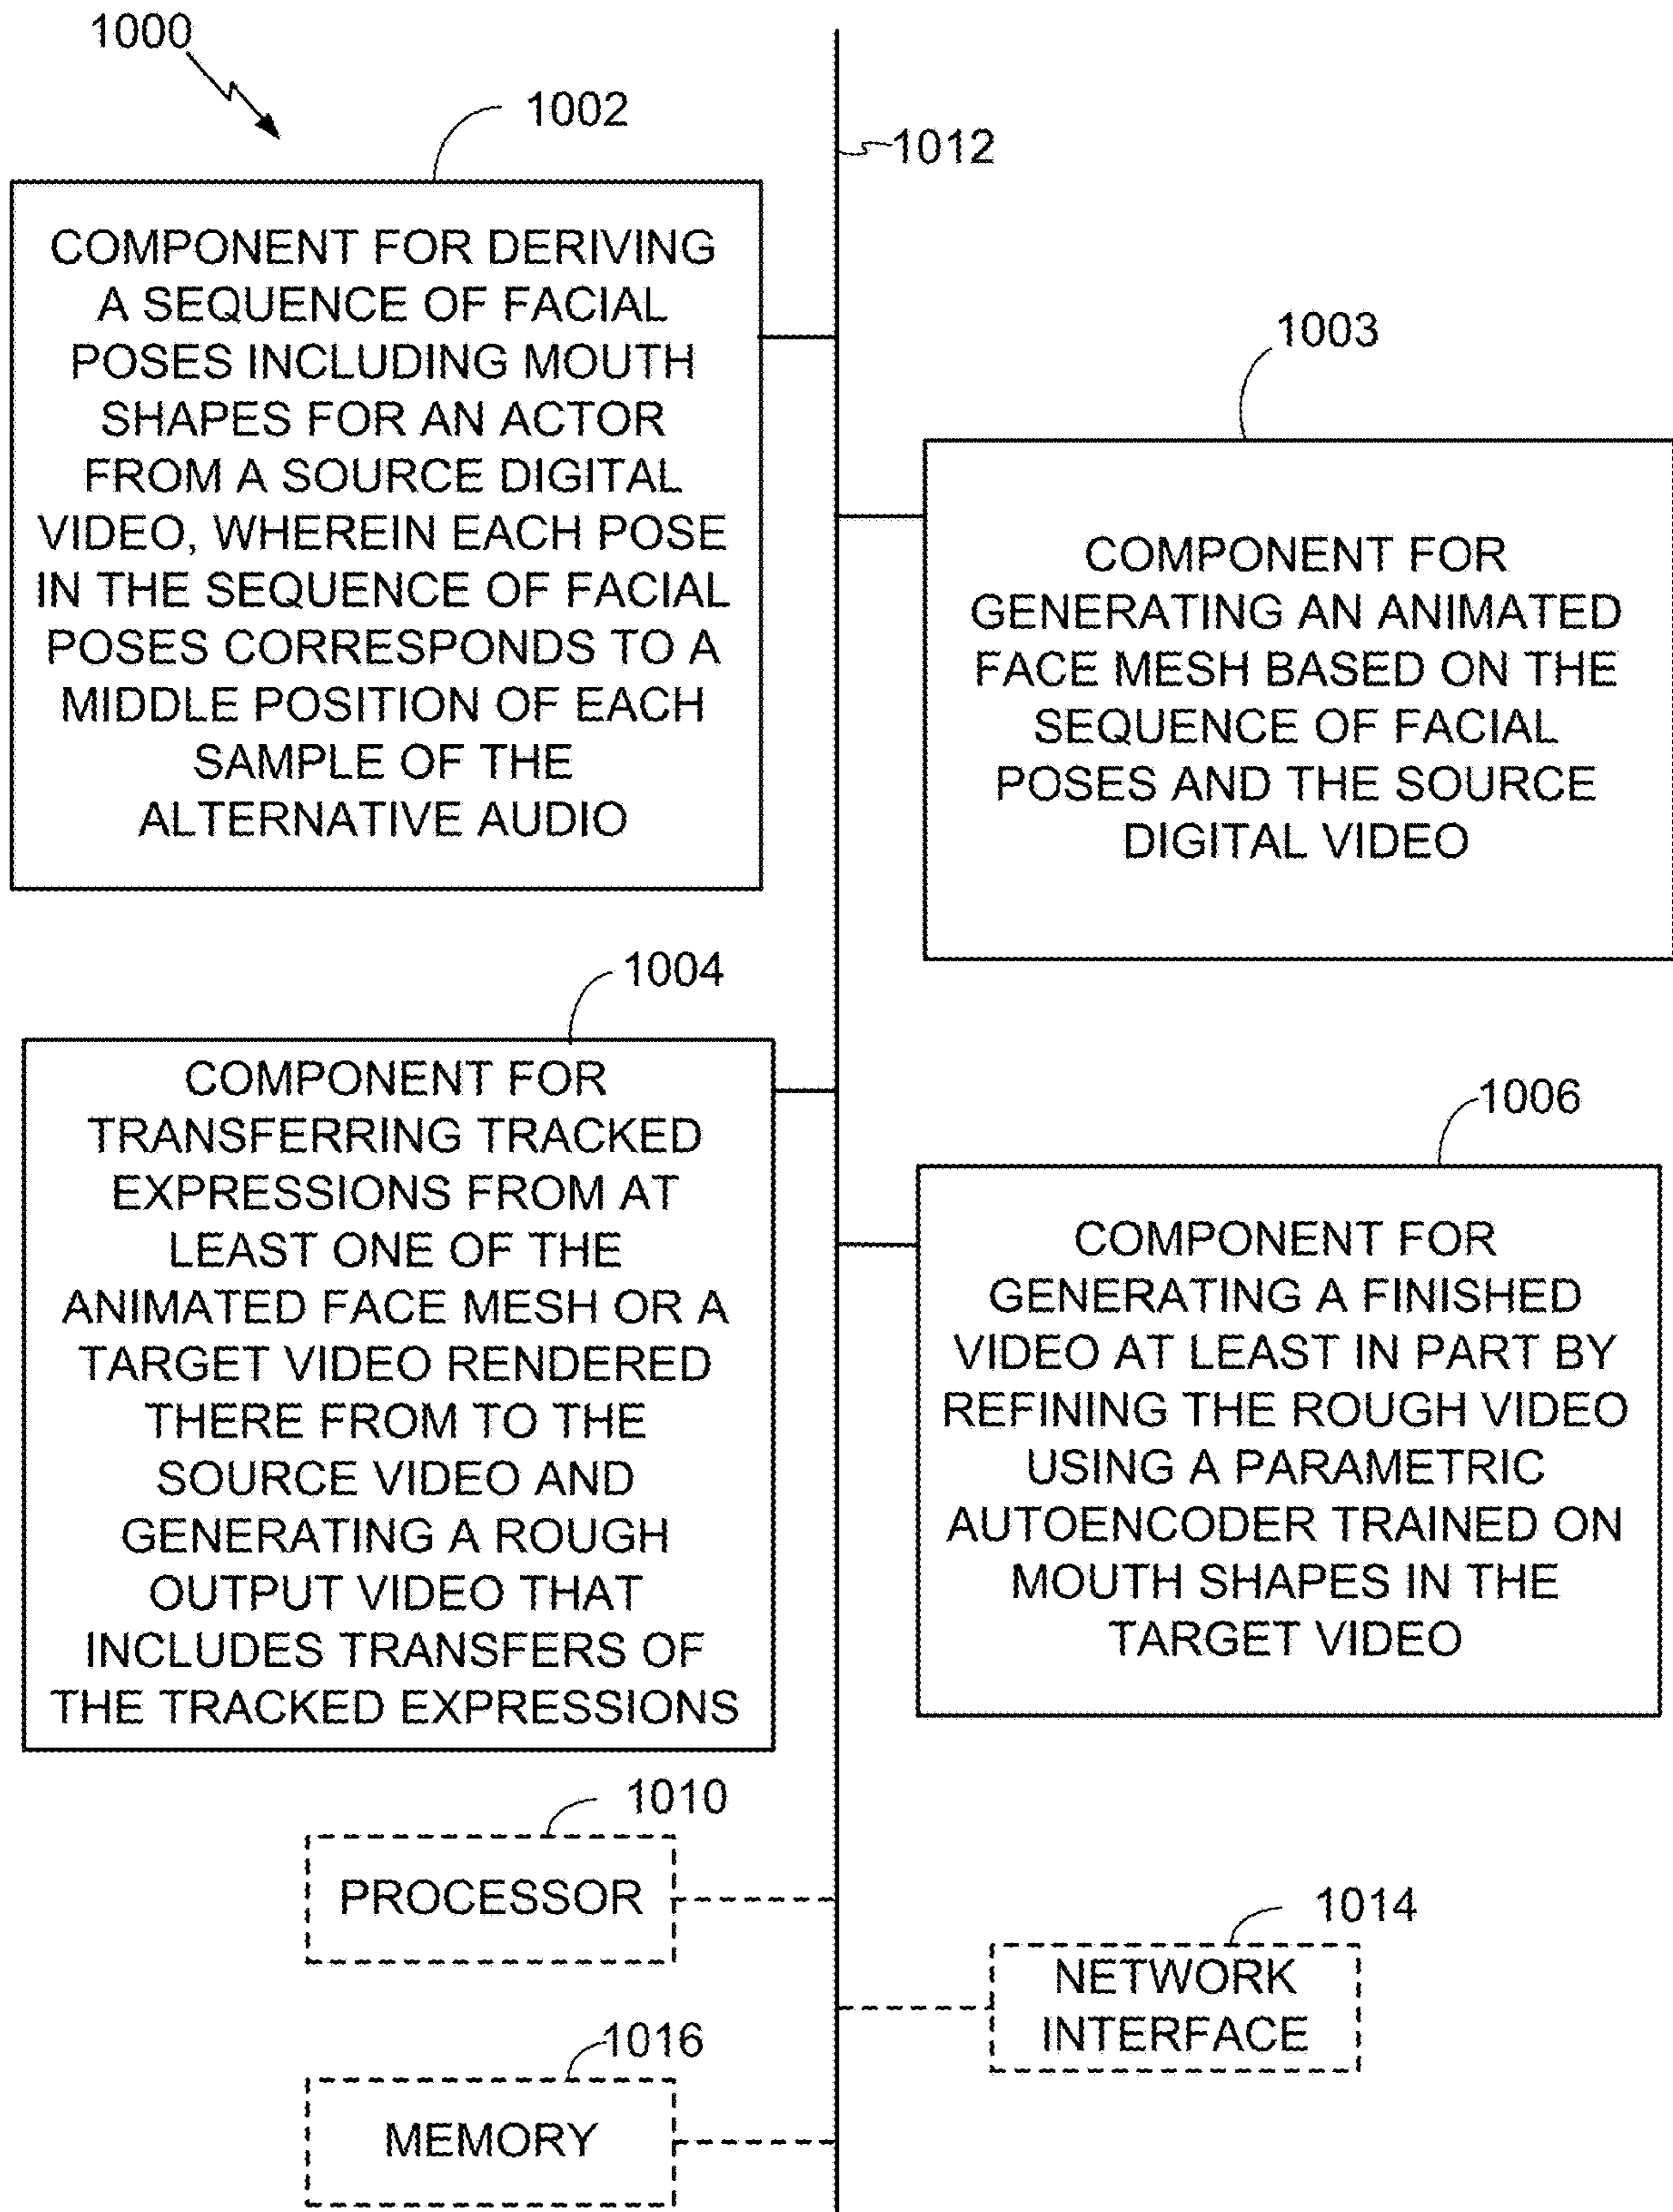 1000
1002
1012
COMPONENT FOR DERIVING
A SEQUENCE OF FACIAL
POSES INCLUDING MOUTH
SHAPES FOR AN ACTOR
FROM A SOURCE DIGITAL
VIDEO, WHEREIN EACH POSE
IN THE SEQUENCE OF FACIAL
POSES CORRESPONDS TO A
MIDDLE POSITION OF EACH
SAMPLE OF THE
ALTERNATIVE AUDIO
1003
COMPONENT FOR
GENERATING AN ANIMATED
FACE MESH BASED ON THE
SEQUENCE OF FACIAL
POSES AND THE SOURCE
DIGITAL VIDEO
1004
COMPONENT FOR
TRANSFERRING TRACKED
EXPRESSIONS FROM AT
LEAST ONE OF THE
ANIMATED FACE MESH OR A
TARGET VIDEO RENDERED
THERE FROM TO THE
SOURCE VIDEO AND
GENERATING A ROUGH
OUTPUT VIDEO THAT
INCLUDES TRANSFERS OF
THE TRACKED EXPRESSIONS
1006
COMPONENT FOR
GENERATING A FINISHED
VIDEO AT LEAST IN PART BY
REFINING THE ROUGH VIDEO
USING A PARAMETRIC
AUTOENCODER TRAINED ON
MOUTH SHAPES IN THE
TARGET VIDEO
1010
PROCESSOR
1014
NETWORK
INTERFACE
1016
MEMORY